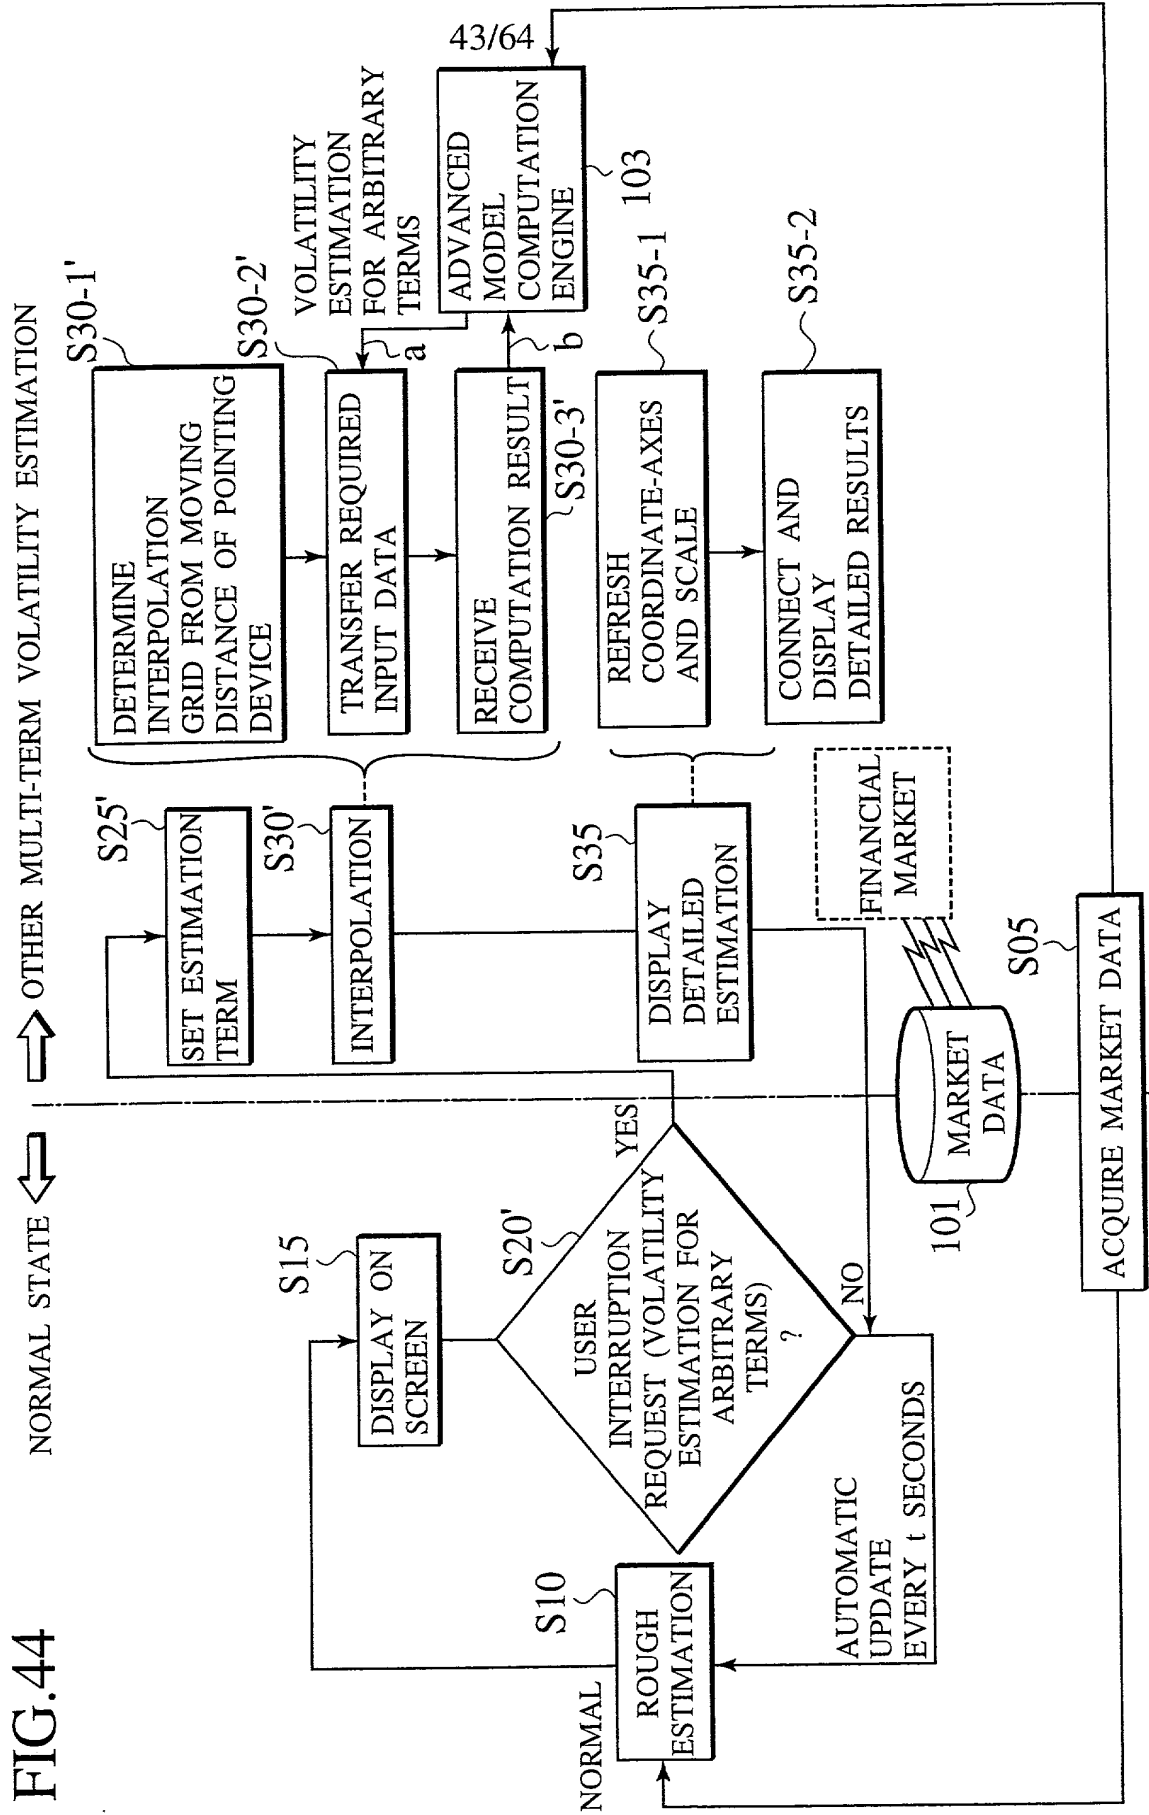 FIG.44
NORMAL STATE
OTHER MULTI-TERM VOLATILITY ESTIMATION
NORMAL
S10
ROUGH
ESTIMATION
S15
DISPLAY ON
SCREEN
S20'
USER
INTERRUPTION
REQUEST (VOLATILITY
ESTIMATION FOR
ARBITRARY
TERMS)
?
YES
NO
AUTOMATIC
UPDATE
EVERY t SECONDS
S25'
SET ESTIMATION
TERM
S30'
INTERPOLATION
S35
DISPLAY
DETAILED
ESTIMATION
S30-1'
DETERMINE
INTERPOLATION
GRID FROM MOVING
DISTANCE OF POINTING
DEVICE
S30-2'
TRANSFER REQUIRED
INPUT DATA
RECEIVE
COMPUTATION RESULT
S30-3'
VOLATILITY
ESTIMATION
FOR ARBITRARY
TERMS
a
b
43/64
ADVANCED
MODEL
COMPUTATION
ENGINE
103
S35-1
REFRESH
COORDINATE-AXES
AND SCALE
S35-2
CONNECT AND
DISPLAY
DETAILED RESULTS
FINANCIAL
MARKET
MARKET
DATA
101
S05
ACQUIRE MARKET DATA